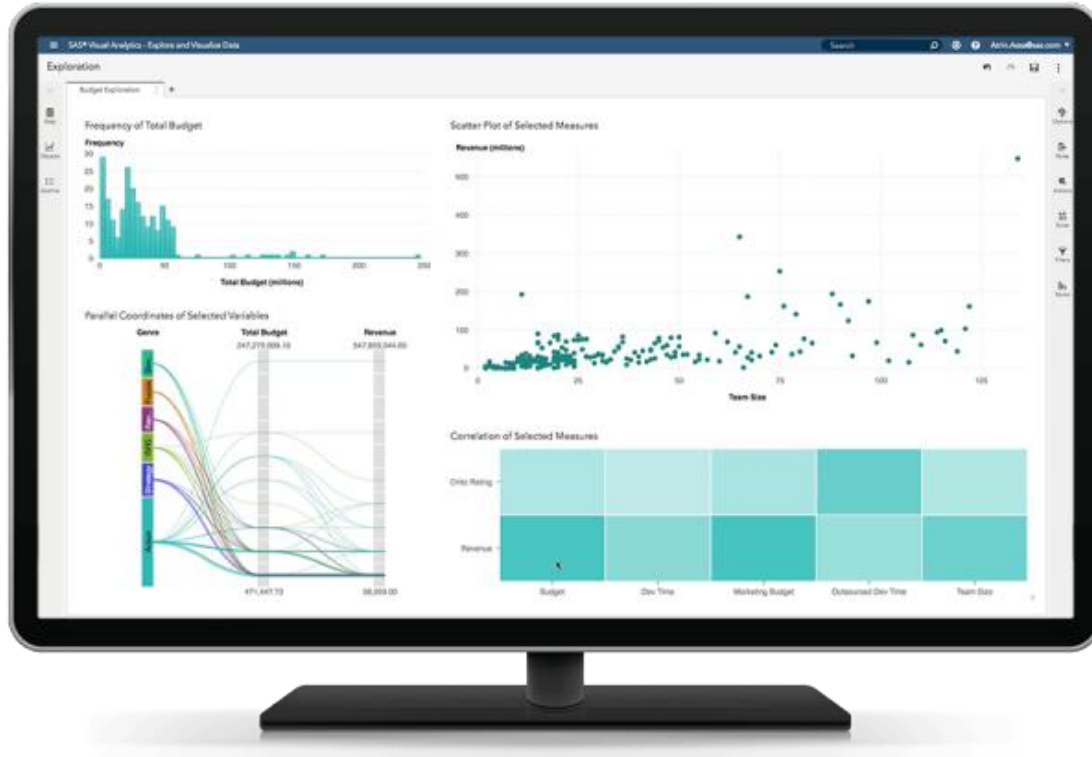 SAS® Visual Analytics - Explore and Visualize Data
Search
Exploration
Budget Exploration
+
Frequency of Total Budget
Frequency
30
25
20
15
10
5
0
0 50 100 150 200 250
Total Budget (millions)
Scatter Plot of Selected Measures
Revenue (millions)
500
400
300
200
100
0
0 25 50 75 100 125
Team Size
Parallel Coordinates of Selected Variables
Genre Total Budget Revenue
Strategy
Action
Correlation of Selected Measures
Critic Rating
Revenue
Budget Dev Time Marketing Budget Outsourced Dev Time Team Size